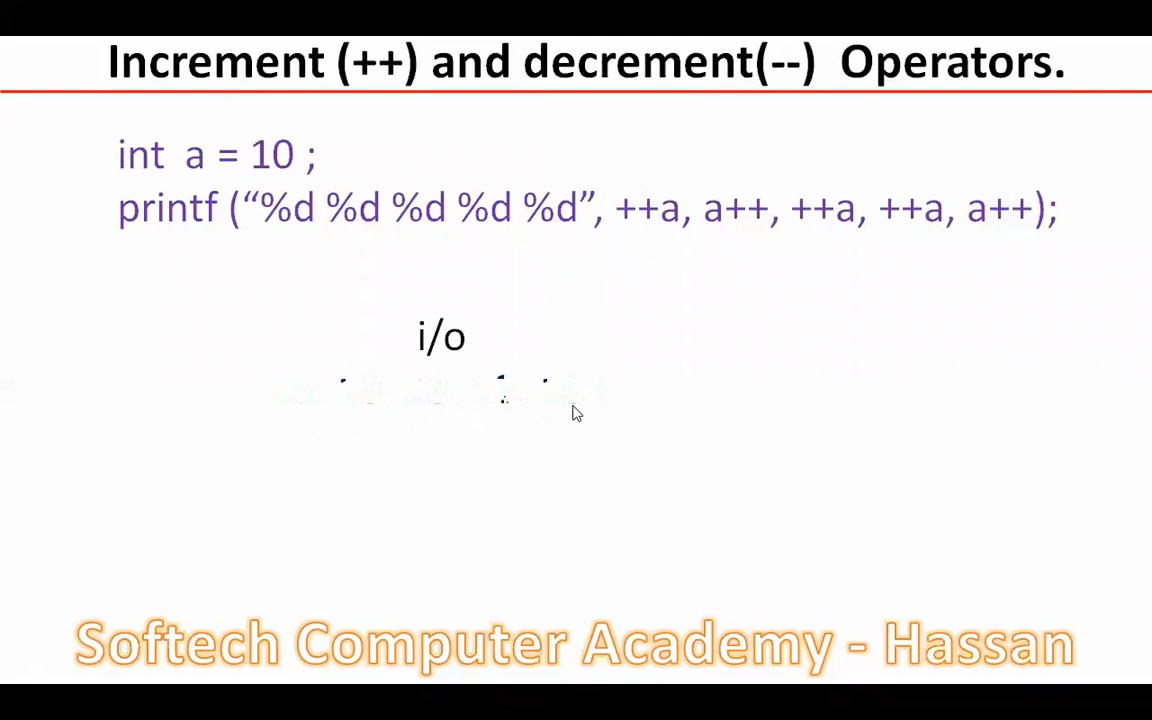 Increment (++) and decrement(--) Operators.
int a = 10 ;
printf (“%d %d %d %d %d”, ++a, a++, ++a, ++a, a++);
i/o
Softech Computer Academy - Hassan